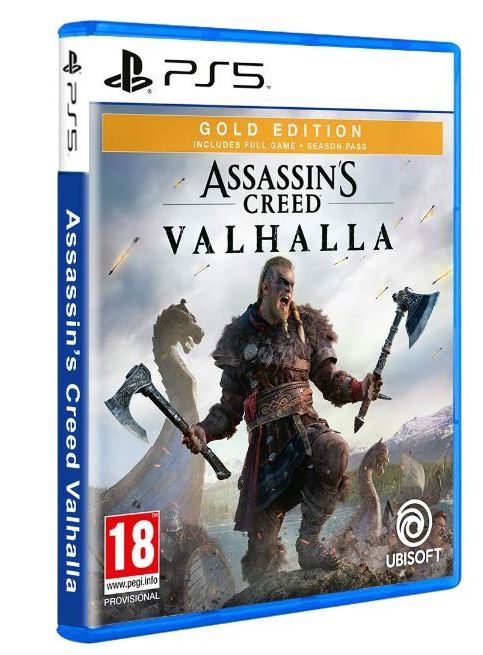 PS5
PS5
Assassin's Creed Valhalla
GOLD EDITION
INCLUDES FULL GAME • SEASON PASS
ASSASSIN'S
CREED
VALHALLA
18
www.pegi.info
PROVISIONAL
UBISOFT